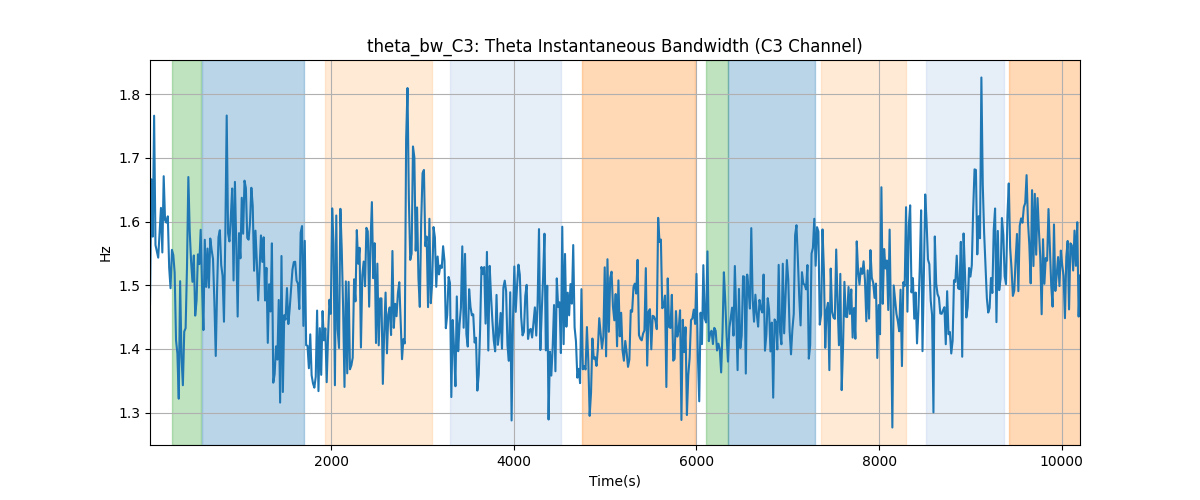 theta_bw_C3: Theta Instantaneous Bandwidth (C3 Channel)
Hz
1.8
1.7
1.6
1.5
1.4
1.3
2000 4000 6000 8000 10000
Time(s)